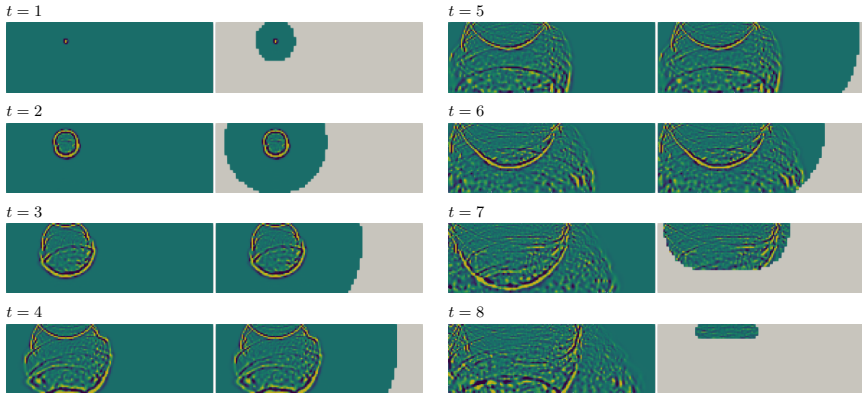 t = 1
t = 2
t = 3
t = 4
t = 5
t = 6
t = 7
t = 8